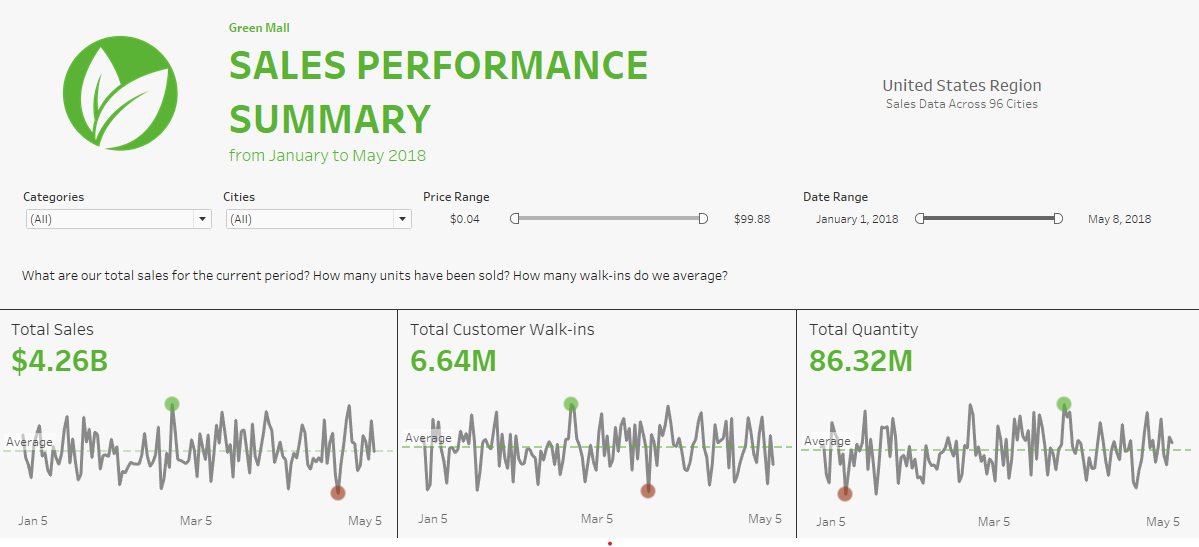 Green Mall
SALES PERFORMANCE
SUMMARY
from January to May 2018
United States Region
Sales Data Across 96 Cities
Categories
(All)
Cities
(All)
Price Range
$0.04
$99.88
Date Range
January 1, 2018
May 8, 2018
What are our total sales for the current period? How many units have been sold? How many walk-ins do we average?
Total Sales
$4.26B
Average
Jan 5
Mar 5
May 5
Total Customer Walk-ins
6.64M
Average
Jan 5
Mar 5
May 5
Total Quantity
86.32M
Average
Jan 5
Mar 5
May 5